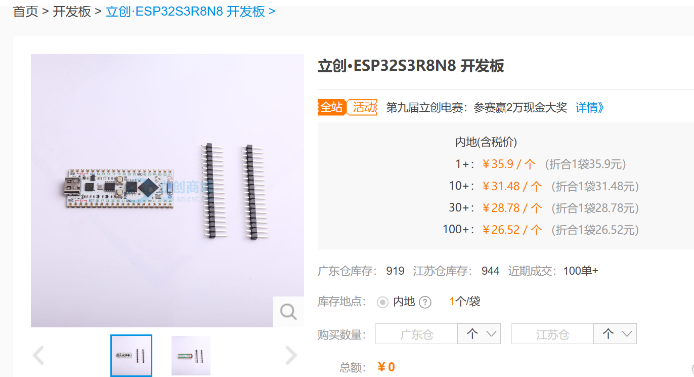 首页 > 开发板 > 立创·ESP32S3R8N8 开发板 >
立创·ESP32S3R8N8 开发板
全站 活动 第九届立创电赛：参赛赢2万现金大奖 详情》
内地(含税价)
1+： ￥35.9 / 个 （折合1袋35.9元）
10+： ￥31.48 / 个 （折合1袋31.48元）
30+： ￥28.78 / 个 （折合1袋28.78元）
100+： ￥26.52 / 个 （折合1袋26.52元）
广东仓库存： 919 江苏仓库存： 944 近期成交： 100单+
库存地点： 内地 ? 1个/袋
购买数量： 广东仓 个 江苏仓 个
总额： ￥0